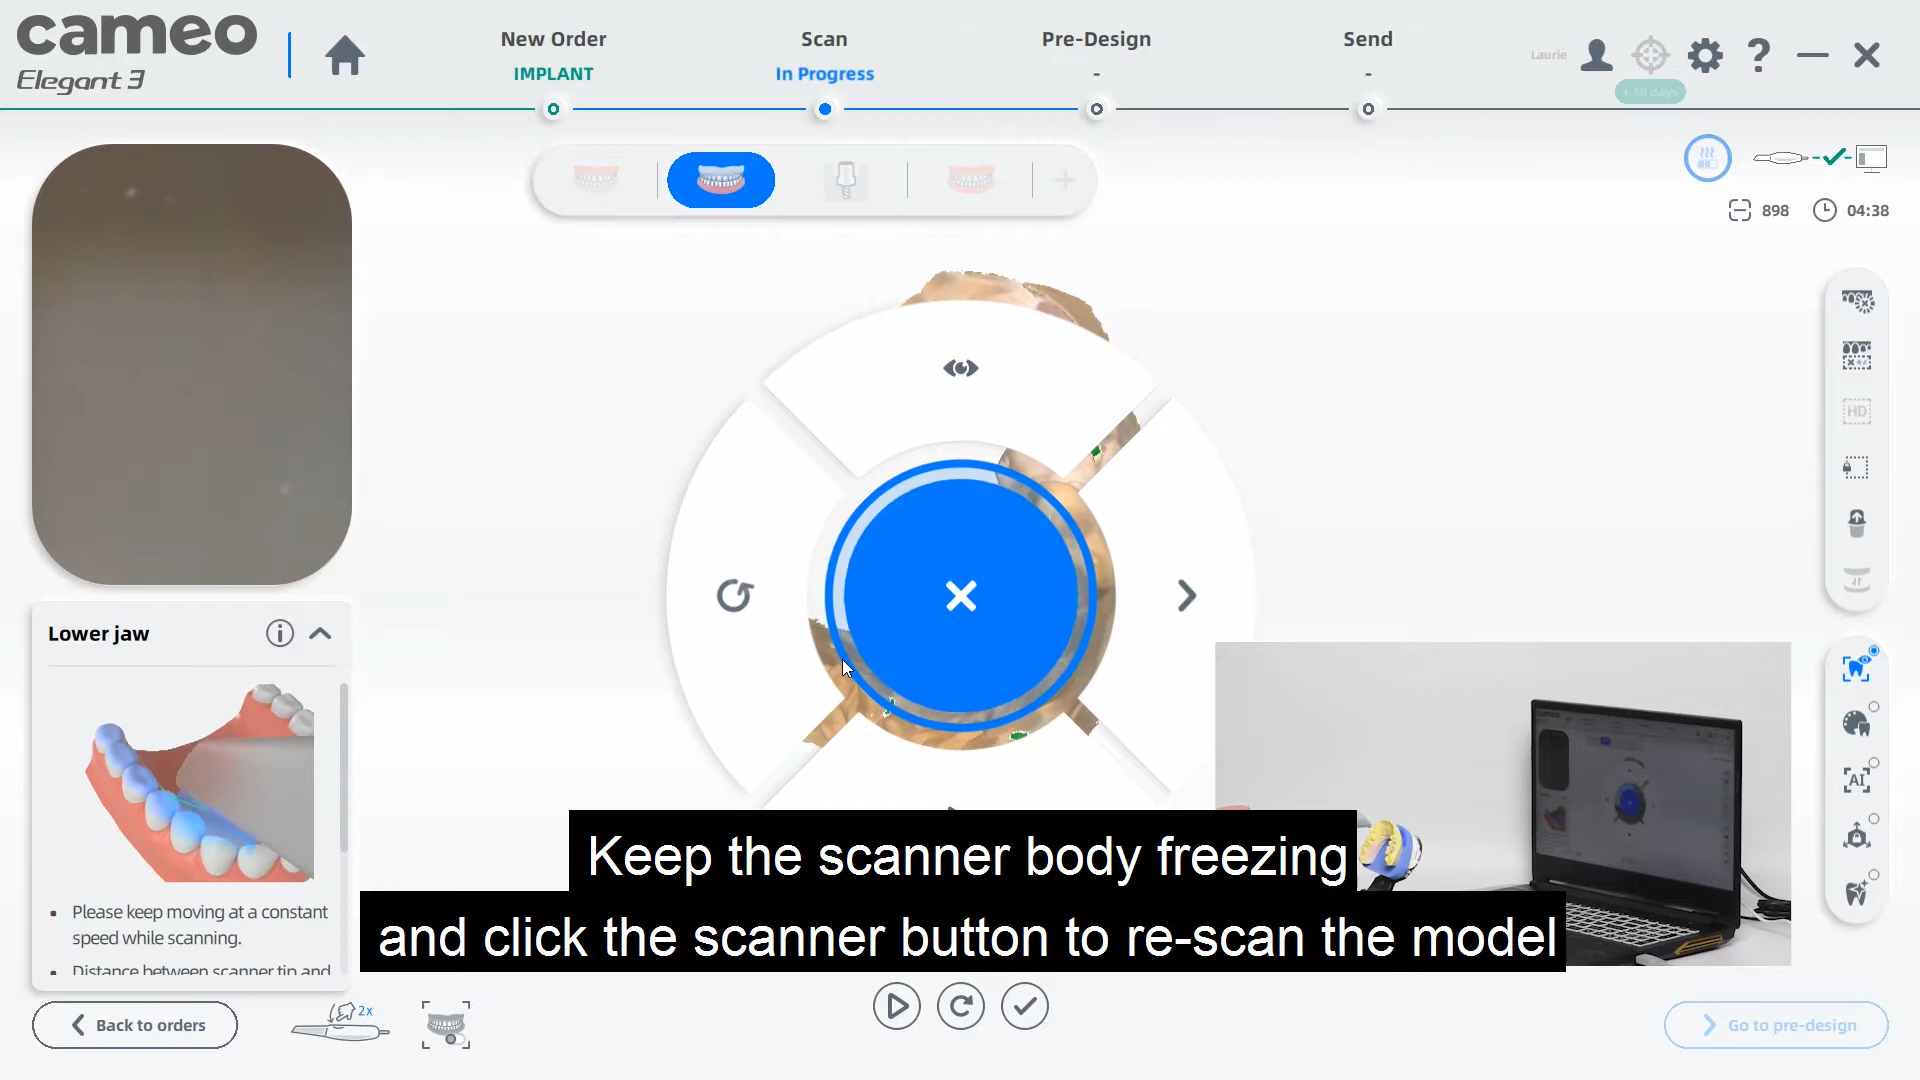 cameo
Elegant 3
New Order
IMPLANT
Scan
In Progress
Pre-Design
-
Send
-
Laurie
898
04:38
HD
Lower jaw
Please keep moving at a constant
speed while scanning.
Distance between scanner tip and
AI
Keep the scanner body freezing
and click the scanner button to re-scan the model
Back to orders
2x
Go to pre-design